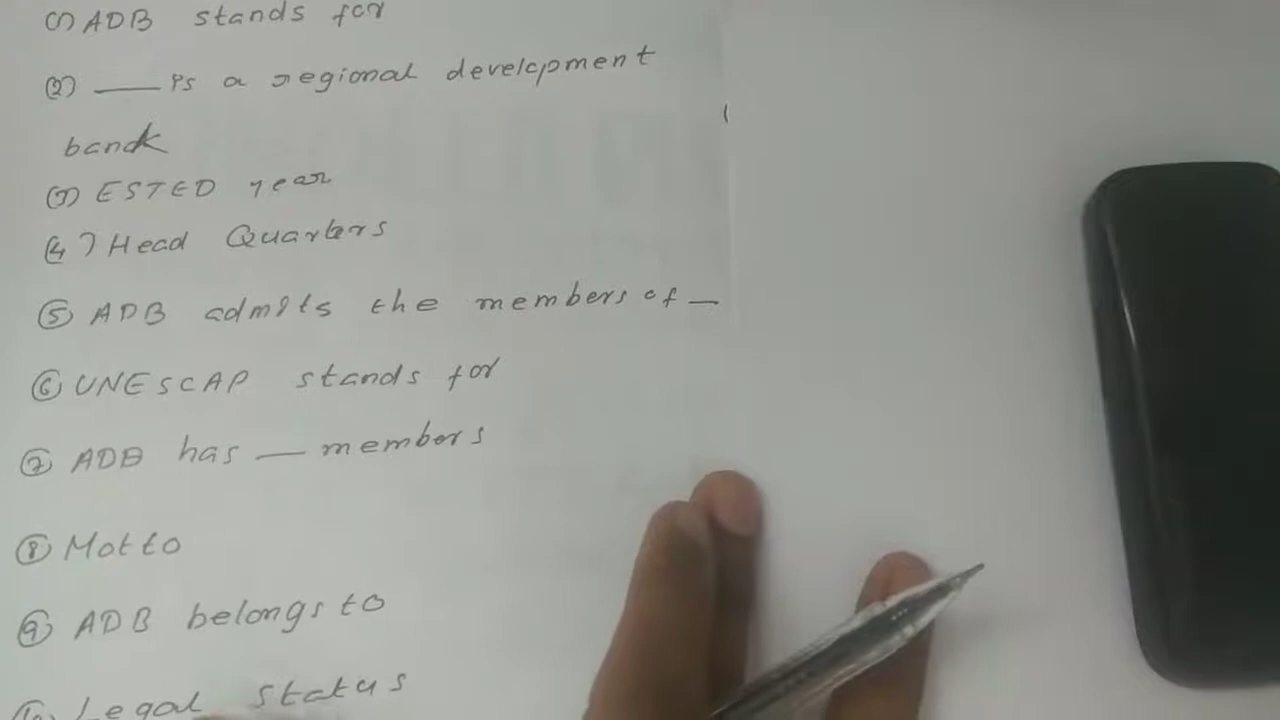 (1) ADB stands for
(2) ___ is a regional development
bank
(3) ESTED year
(4) Head Quarters
(5) ADB admits the members of _
(6) UNESCAP stands for
(7) ADB has __ members
(8) Motto
(9) ADB belongs to
(10) Legal status